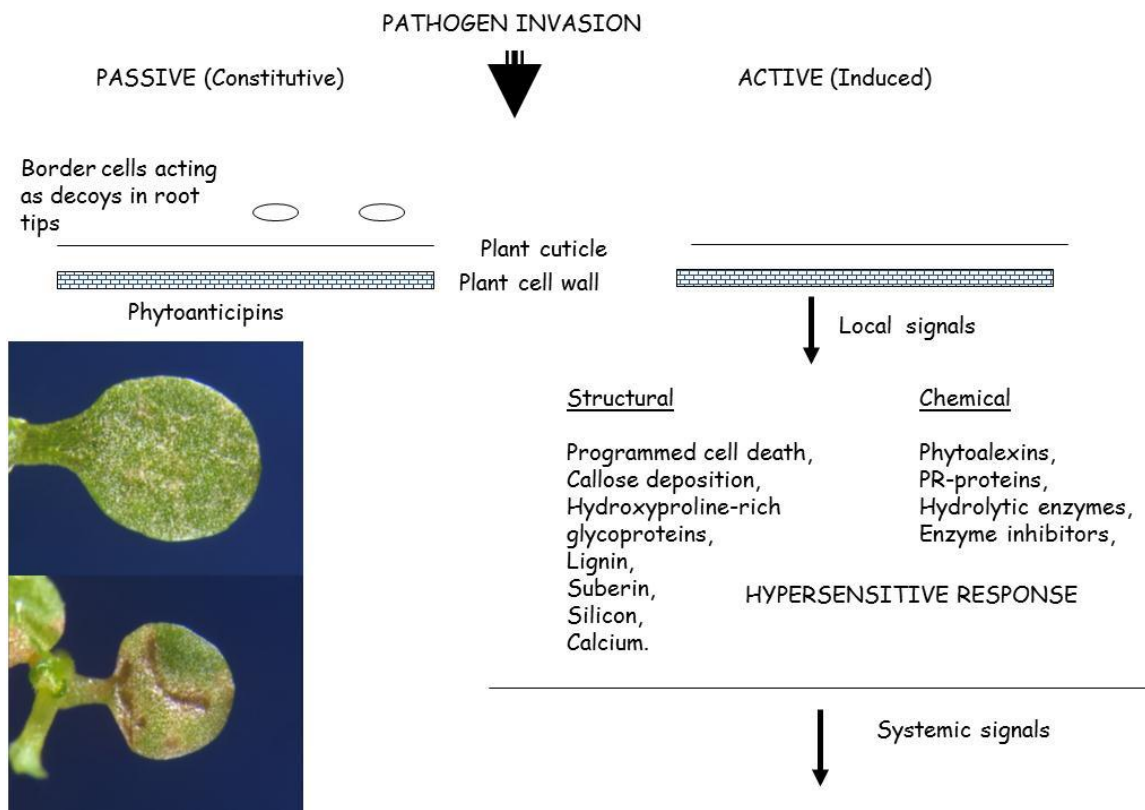 PATHOGEN INVASION
PASSIVE (Constitutive)
ACTIVE (Induced)
Border cells acting
as decoys in root
tips
Plant cuticle
Plant cell wall
Phytoanticipins
Local signals
Structural
Programmed cell death,
Callose deposition,
Hydroxyproline-rich
glycoproteins,
Lignin,
Suberin,
Silicon,
Calcium.
Chemical
Phytoalexins,
PR-proteins,
Hydrolytic enzymes,
Enzyme inhibitors,
HYPERSENSITIVE RESPONSE
Systemic signals